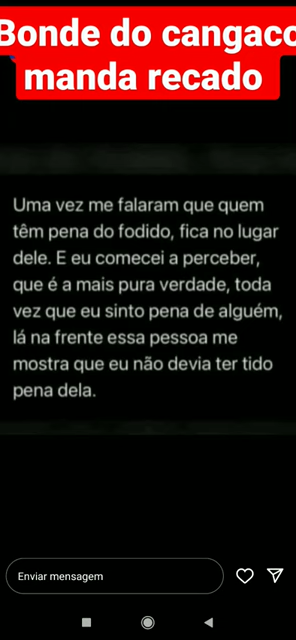 Bonde do cangaco
manda recado
Uma vez me falaram que quem
têm pena do fodido, fica no lugar
dele. E eu comecei a perceber,
que é a mais pura verdade, toda
vez que eu sinto pena de alguém,
lá na frente essa pessoa me
mostra que eu não devia ter tido
pena dela.
Enviar mensagem